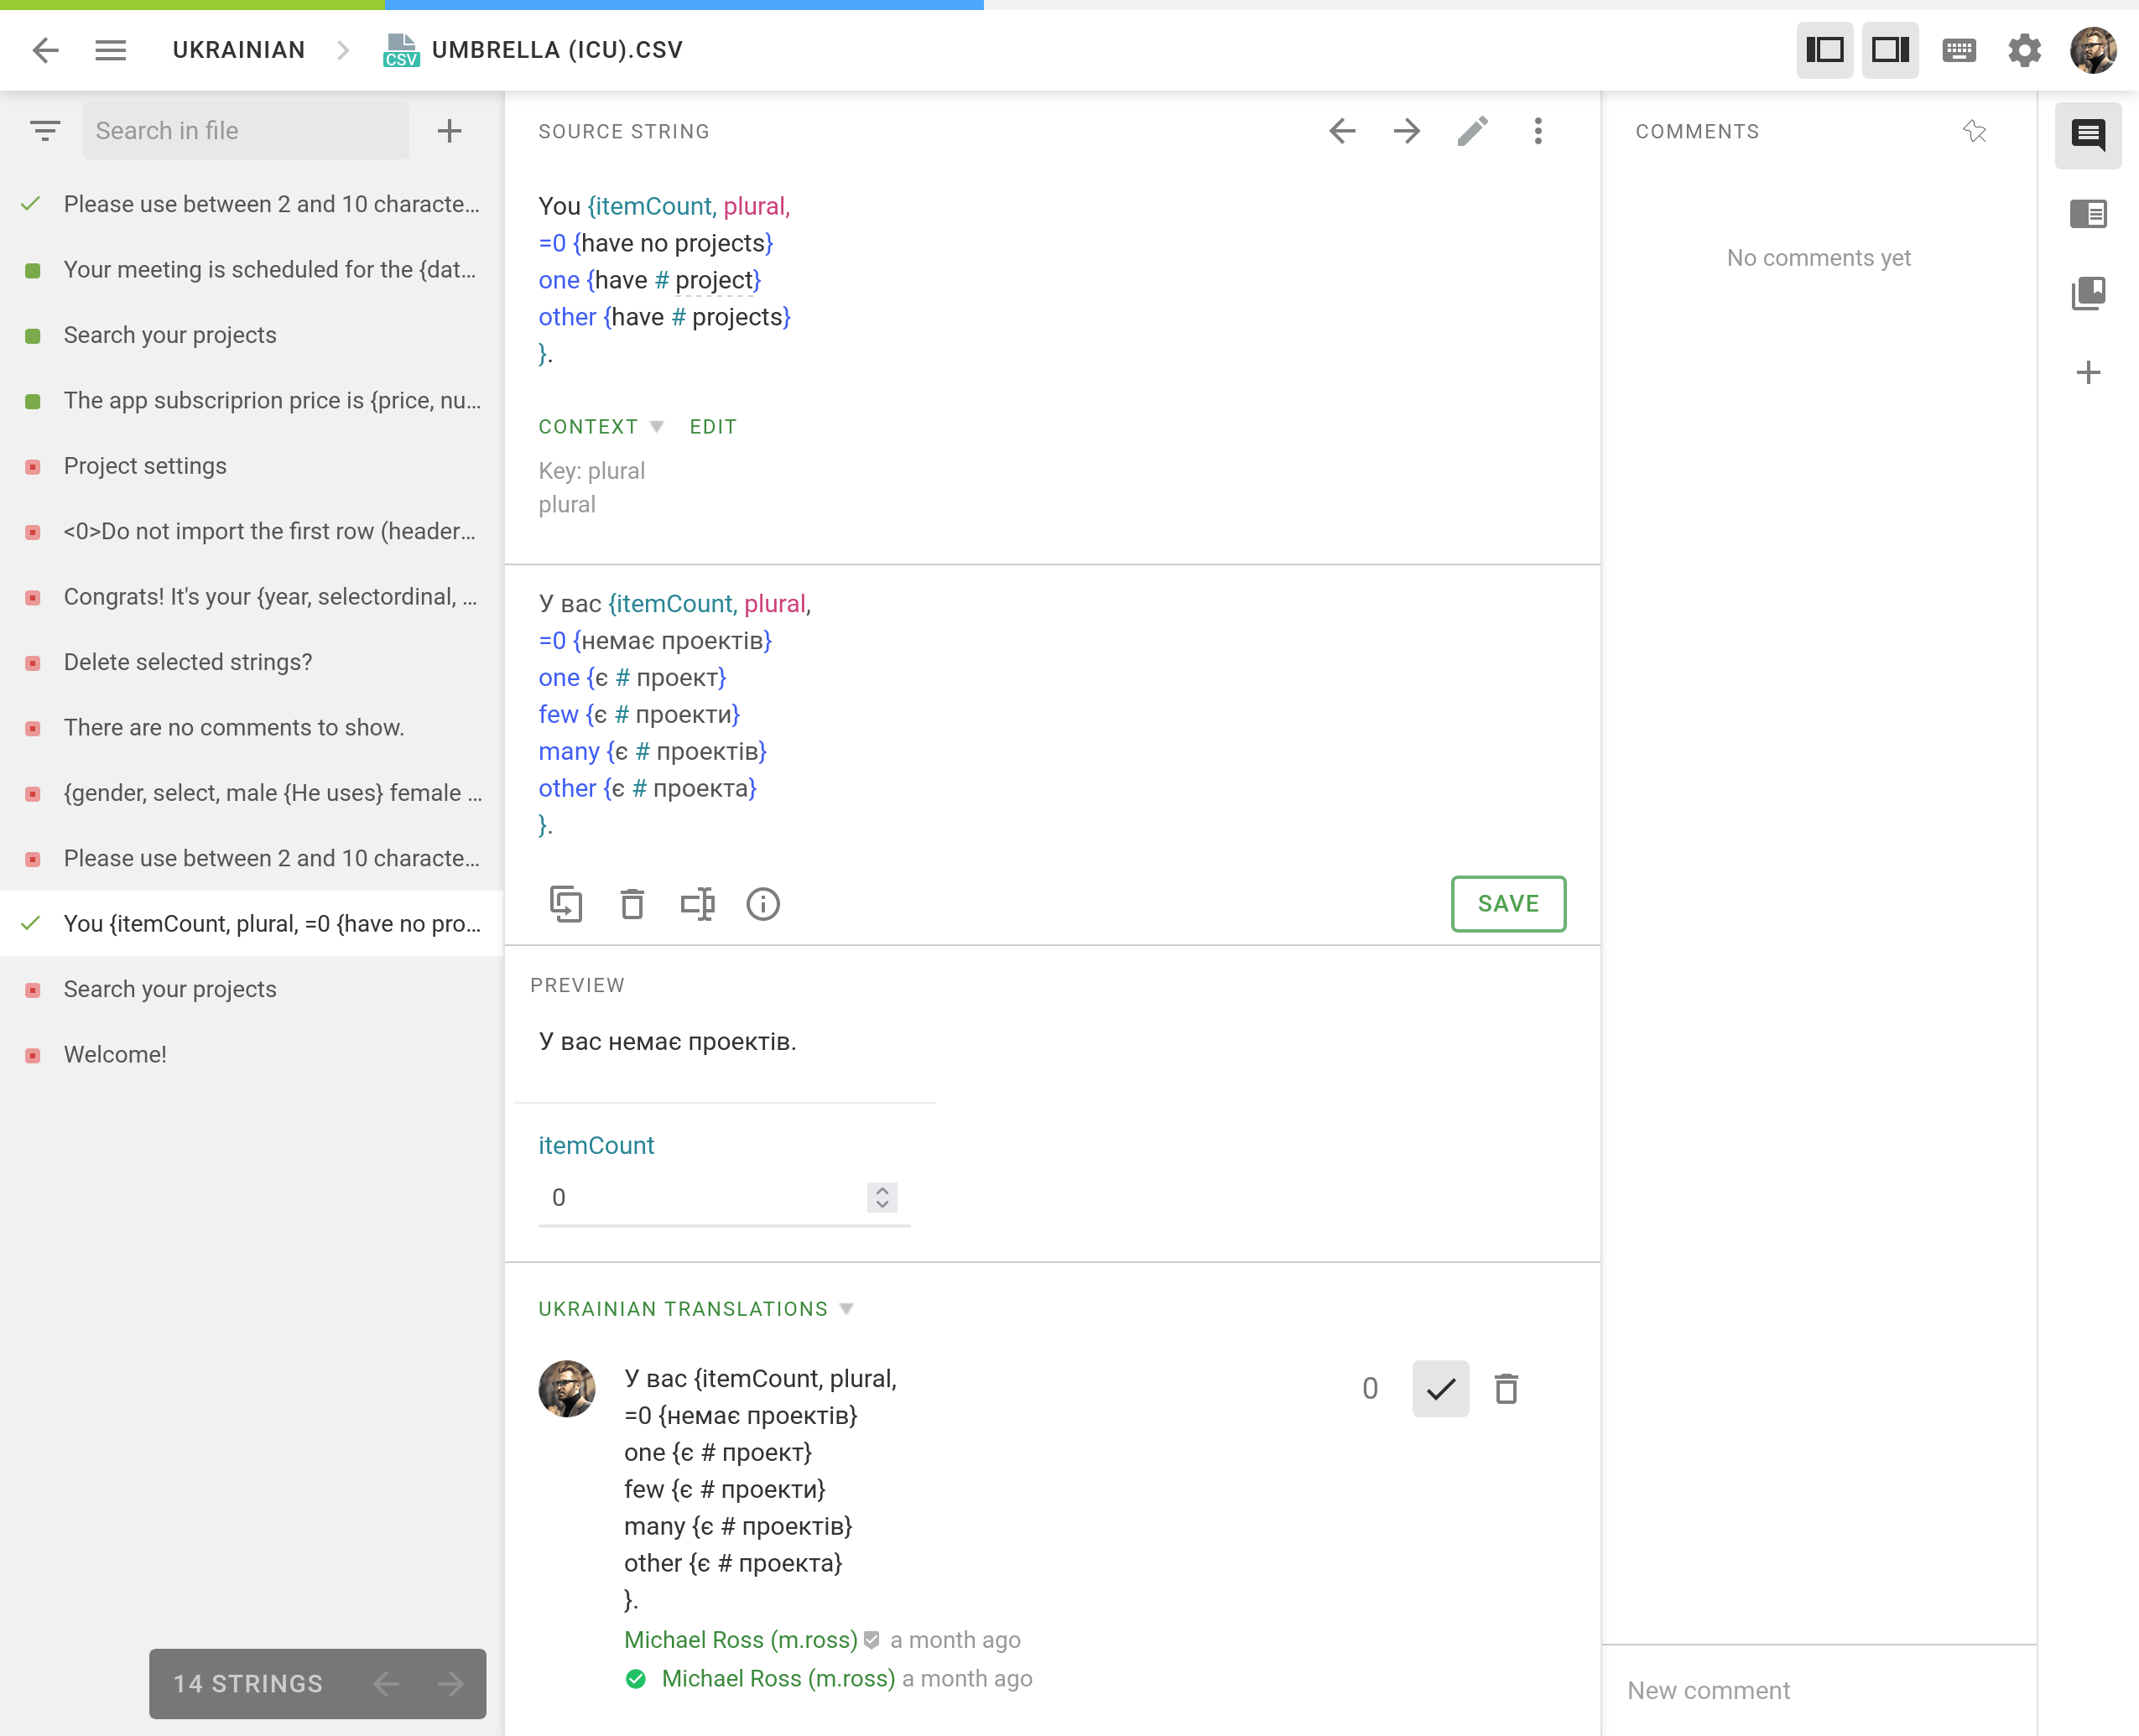 UKRAINIAN
CSV
UMBRELLA (ICU).CSV
Search in file
Please use between 2 and 10 characte...
Your meeting is scheduled for the {dat...
Search your projects
The app subscriprion price is {price, nu...
Project settings
<0>Do not import the first row (header...
Congrats! It's your {year, selectordinal, ...
Delete selected strings?
There are no comments to show.
{gender, select, male {He uses} female ...
Please use between 2 and 10 characte...
You {itemCount, plural, =0 {have no pro...
Search your projects
Welcome!
14 STRINGS
SOURCE STRING
You {itemCount, plural,
=0 {have no projects}
one {have # project}
other {have # projects}
}.
CONTEXT EDIT
Key: plural
plural
У вас {itemCount, plural,
=0 {немає проектів}
one {є # проект}
few {є # проекти}
many {є # проектів}
other {є # проекта}
}.
SAVE
PREVIEW
У вас немає проектів.
itemCount
0
UKRAINIAN TRANSLATIONS
У вас {itemCount, plural,
=0 {немає проектів}
one {є # проект}
few {є # проекти}
many {є # проектів}
other {є # проекта}
}.
0
Michael Ross (m.ross) a month ago
Michael Ross (m.ross) a month ago
COMMENTS
No comments yet
New comment